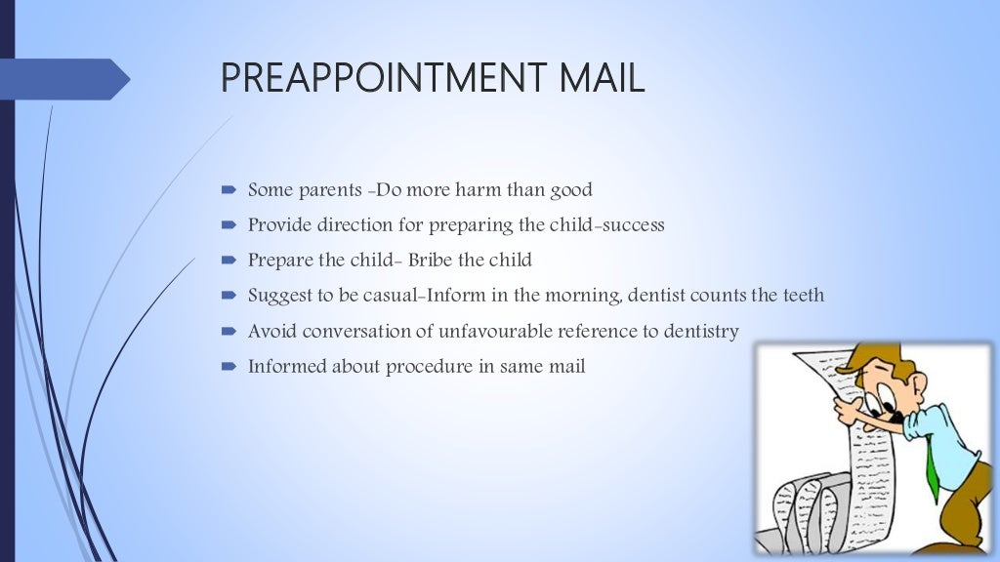 PREAPPOINTMENT MAIL
Some parents -Do more harm than good
Provide direction for preparing the child-success
Prepare the child- Bribe the child
Suggest to be casual-Inform in the morning, dentist counts the teeth
Avoid conversation of unfavourable reference to dentistry
Informed about procedure in same mail